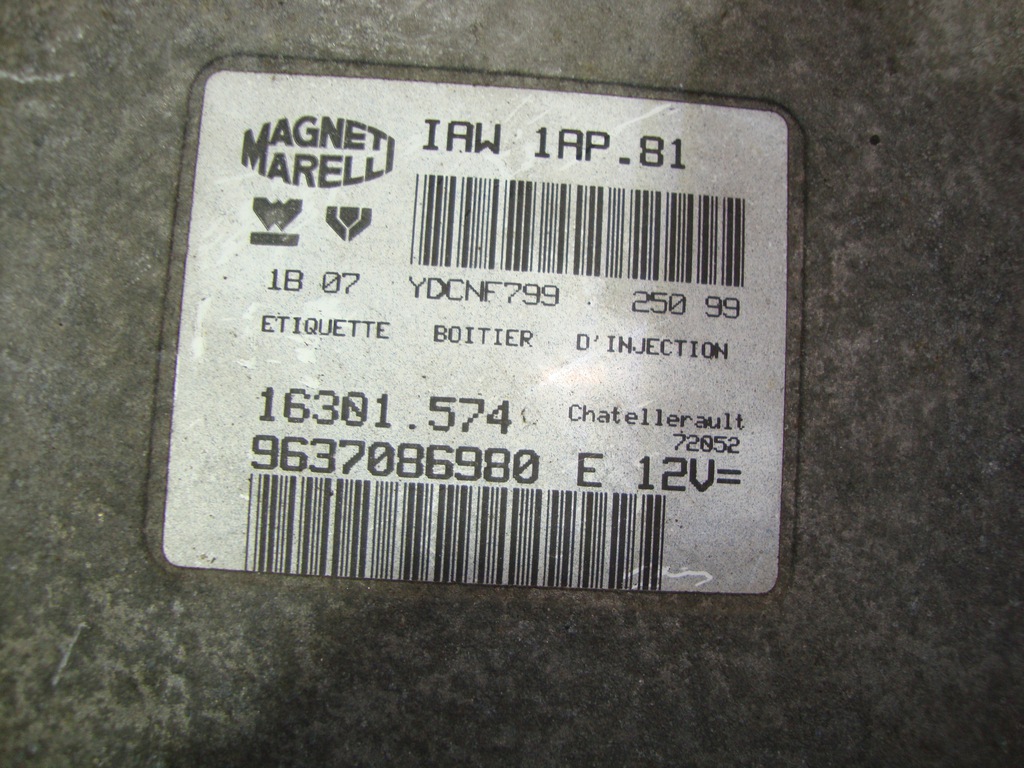 MAGNETI
MARELLI
IAW 1AP.81
1B 07 YDCNF799 250 99
ETIQUETTE BOITIER D'INJECTION
16301.574 Chatellerault
72052
9637086980 E 12V=